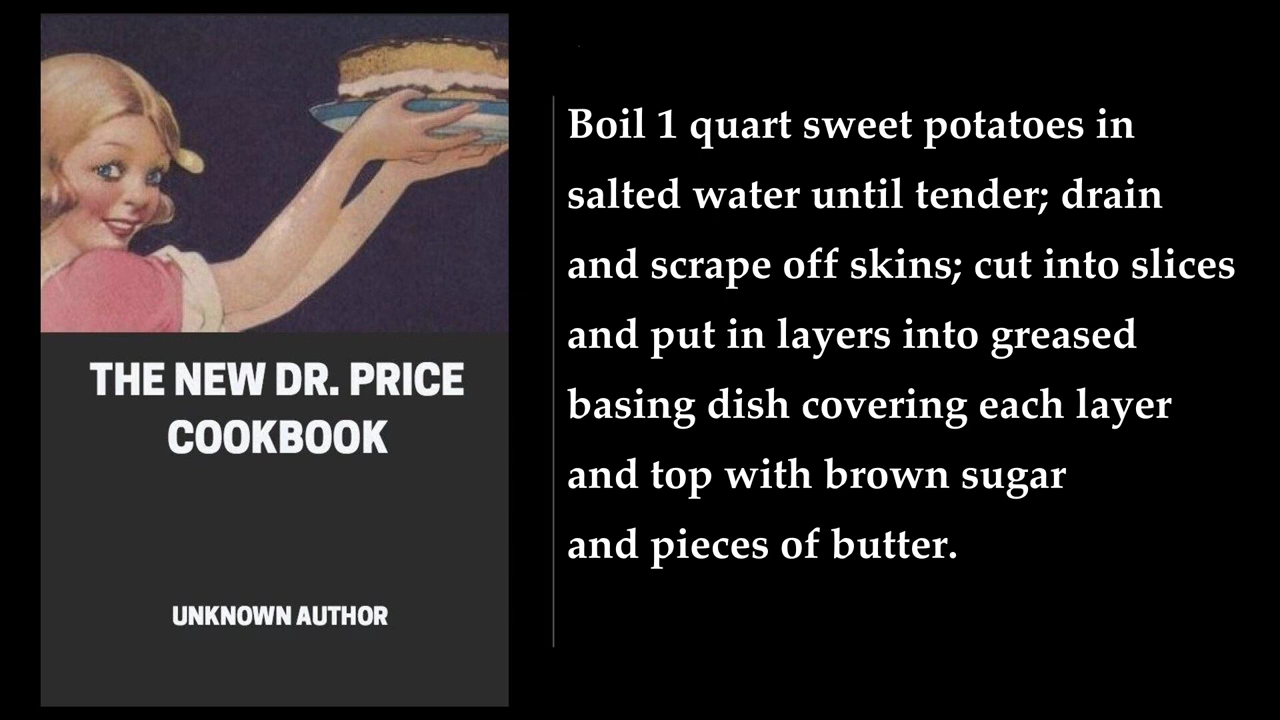 THE NEW DR. PRICE
COOKBOOK
UNKNOWN AUTHOR
Boil 1 quart sweet potatoes in
salted water until tender; drain
and scrape off skins; cut into slices
and put in layers into greased
basing dish covering each layer
and top with brown sugar
and pieces of butter.